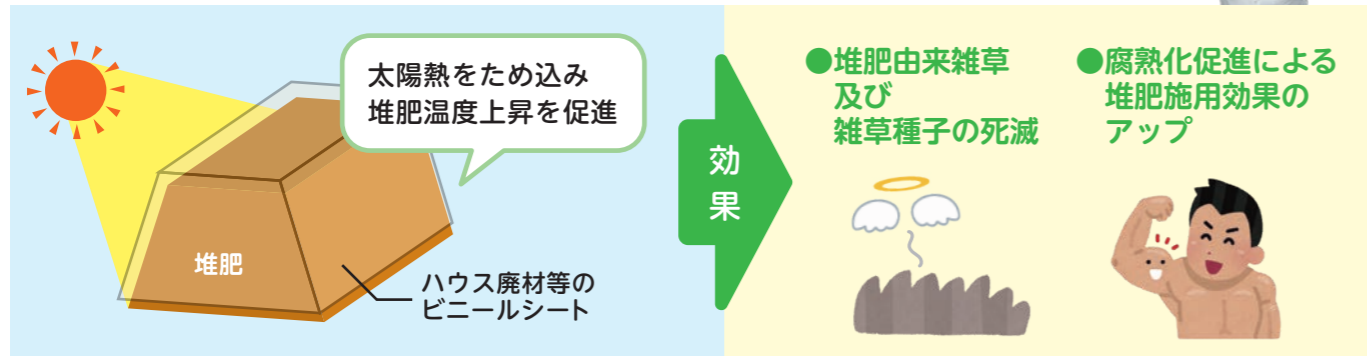 太陽熱をため込み
堆肥温度上昇を促進
堆肥
ハウス廃材等の
ビニールシート
効果
●堆肥由来雑草
及び
雑草種子の死滅
●腐熟化促進による
堆肥施用効果の
アップ